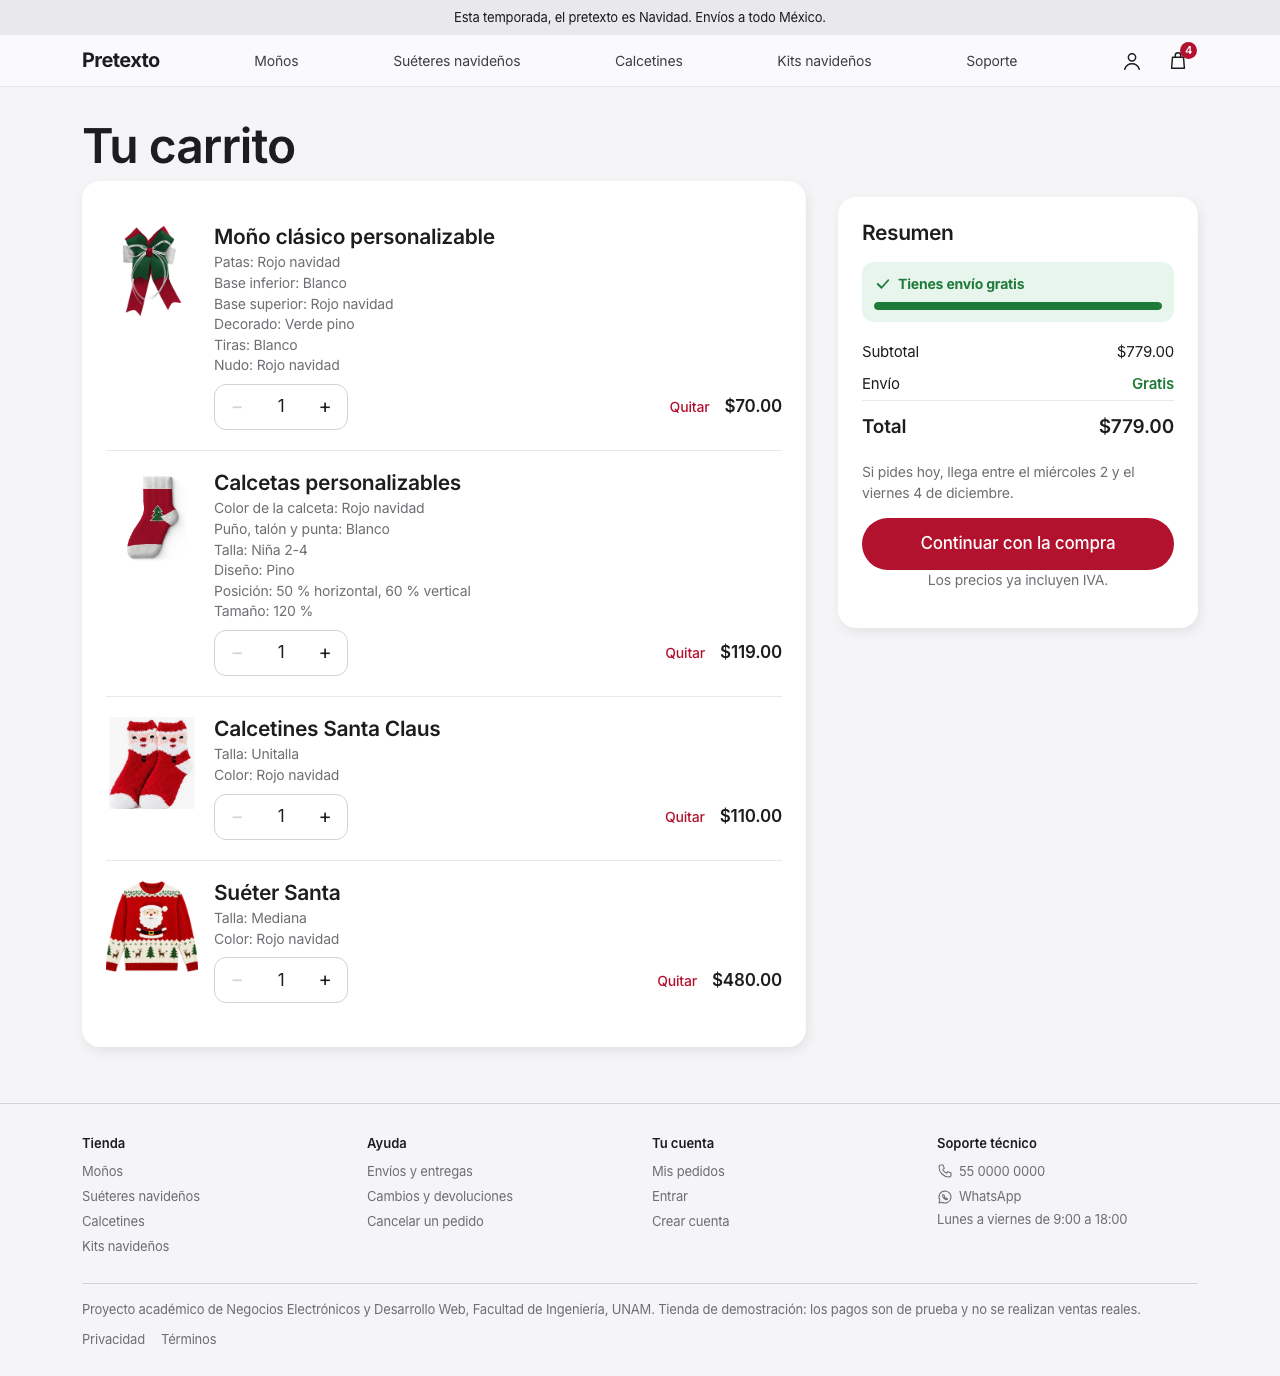 Esta temporada, el pretexto es Navidad. Envíos a todo México.
Pretexto
Moños
Suéteres navideños
Calcetines
Kits navideños
Soporte
4
Tu carrito
Moño clásico personalizable
Patas: Rojo navidad
Base inferior: Blanco
Base superior: Rojo navidad
Decorado: Verde pino
Tiras: Blanco
Nudo: Rojo navidad
− 1 +
Quitar $70.00
Calcetas personalizables
Color de la calceta: Rojo navidad
Puño, talón y punta: Blanco
Talla: Niña 2-4
Diseño: Pino
Posición: 50 % horizontal, 60 % vertical
Tamaño: 120 %
− 1 +
Quitar $119.00
Calcetines Santa Claus
Talla: Unitalla
Color: Rojo navidad
− 1 +
Quitar $110.00
Suéter Santa
Talla: Mediana
Color: Rojo navidad
− 1 +
Quitar $480.00
Resumen
Tienes envío gratis
Subtotal $779.00
Envío Gratis
Total $779.00
Si pides hoy, llega entre el miércoles 2 y el
viernes 4 de diciembre.
Continuar con la compra
Los precios ya incluyen IVA.
Tienda
Moños
Suéteres navideños
Calcetines
Kits navideños
Ayuda
Envíos y entregas
Cambios y devoluciones
Cancelar un pedido
Tu cuenta
Mis pedidos
Entrar
Crear cuenta
Soporte técnico
55 0000 0000
WhatsApp
Lunes a viernes de 9:00 a 18:00
Proyecto académico de Negocios Electrónicos y Desarrollo Web, Facultad de Ingeniería, UNAM. Tienda de demostración: los pagos son de prueba y no se realizan ventas reales.
Privacidad Términos